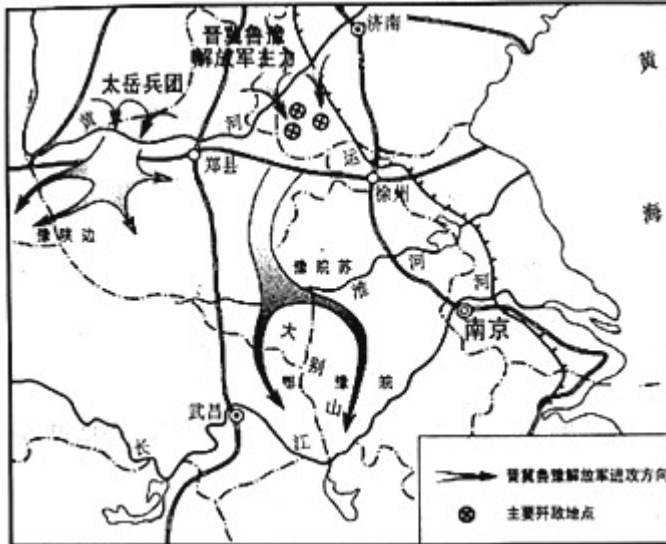 济南
黄
海
晋冀鲁豫
解放军主力
太岳兵团
黄
河
郑县
运
徐州
豫陕边
豫皖苏
淮
河
河
南京
大
别
山
鄂
豫
皖
武昌
长
江
晋冀鲁豫解放军进攻方向
主要歼敌地点